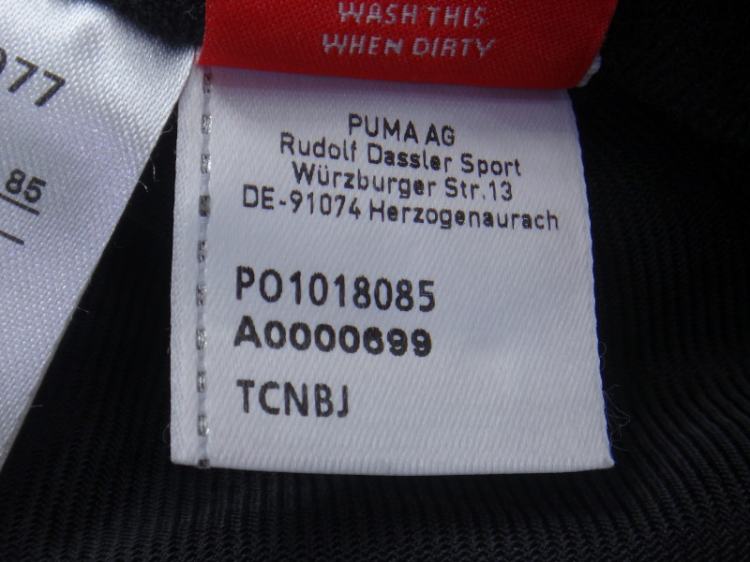 WASH THIS
WHEN DIRTY
977
85
PUMA AG
Rudolf Dassler Sport
Würzburger Str.13
DE-91074 Herzogenaurach
PO1018085
A0000699
TCNBJ